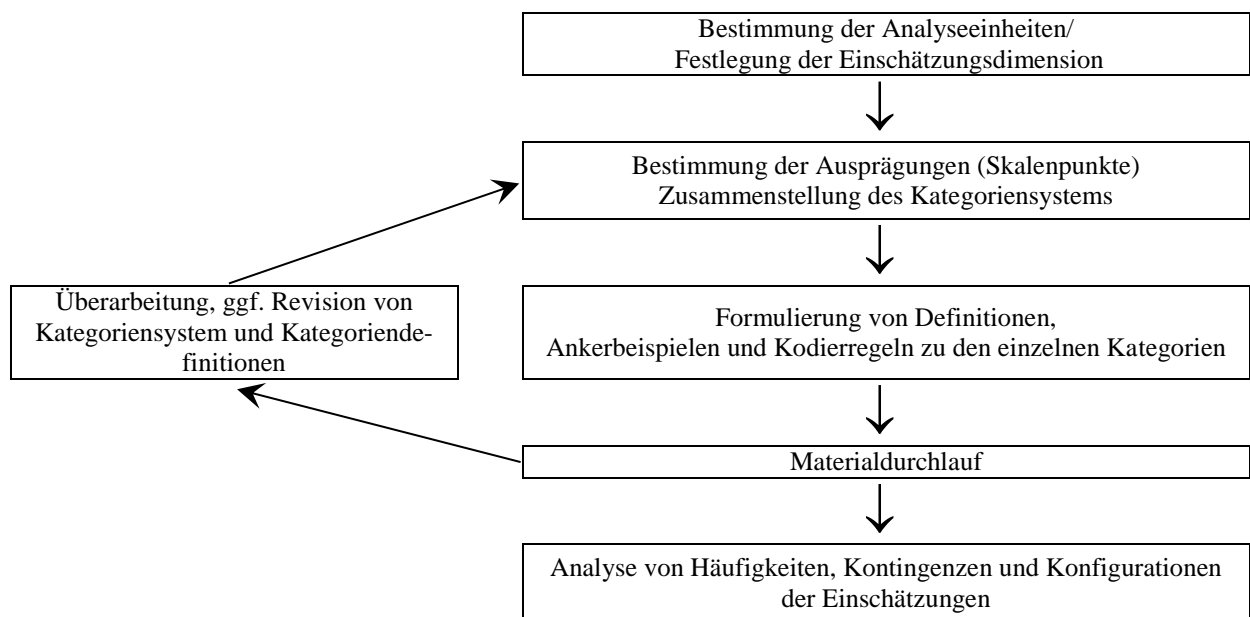 Bestimmung der Analyseeinheiten/
Festlegung der Einschätzungsdimension
Bestimmung der Ausprägungen (Skalenpunkte)
Zusammenstellung des Kategoriensystems
Überarbeitung, ggf. Revision von
Kategoriensystem und Kategoriende-
finitionen
Formulierung von Definitionen,
Ankerbeispielen und Kodierregeln zu den einzelnen Kategorien
Materialdurchlauf
Analyse von Häufigkeiten, Kontingenzen und Konfigurationen
der Einschätzungen